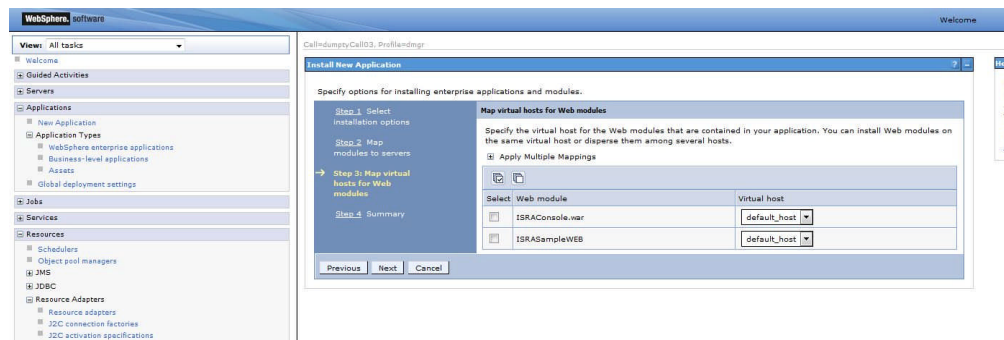 WebSphere. software
Welcome
View: All tasks
Welcome
Guided Activities
Servers
Applications
New Application
Application Types
WebSphere enterprise applications
Business-level applications
Assets
Global deployment settings
Jobs
Services
Resources
Schedulers
Object pool managers
JMS
JDBC
Resource Adapters
Resource adapters
J2C connection factories
J2C activation specifications
Cell=dumptyCell03, Profile=dmgr
Install New Application
? –
He
Specify options for installing enterprise applications and modules.
Step 1 Select
installation options
Step 2 Map
modules to servers
Step 3: Map virtual
hosts for Web
modules
Step 4 Summary
Map virtual hosts for Web modules
Specify the virtual host for the Web modules that are contained in your application. You can install Web modules on
the same virtual host or disperse them among several hosts.
Apply Multiple Mappings
Select Web module Virtual host
ISRAConsole.war default_host
ISRASampleWEB default_host
Previous Next Cancel